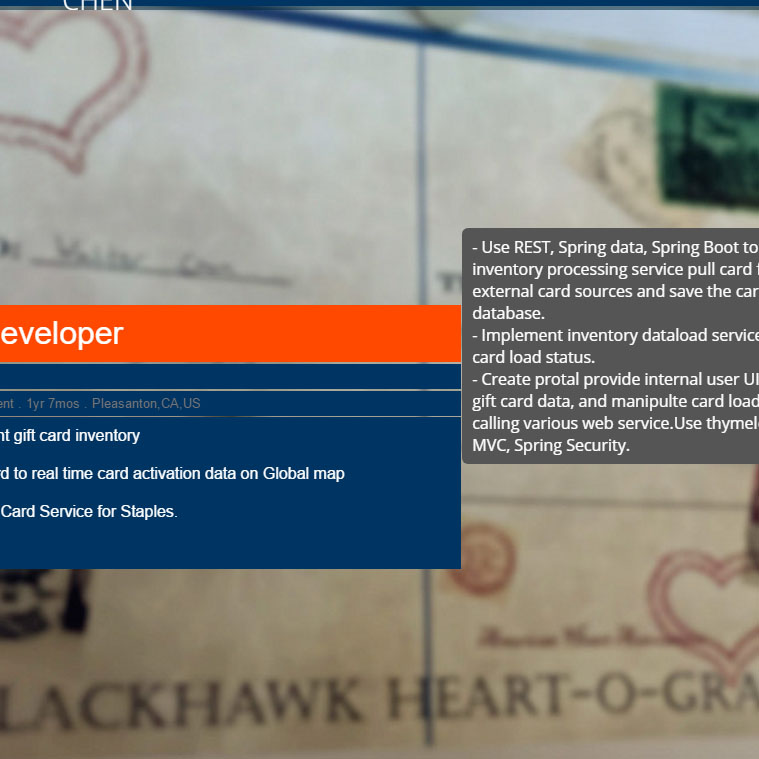 CHEN
eveloper
ent . 1yr 7mos . Pleasanton,CA,US
nt gift card inventory
rd to real time card activation data on Global map
Card Service for Staples.
- Use REST, Spring data, Spring Boot to
inventory processing service pull card f
external card sources and save the car
database.
- Implement inventory dataload service
card load status.
- Create protal provide internal user UI
gift card data, and manipulte card load
calling various web service.Use thymele
MVC, Spring Security.
LACKHAWK HEART-O-GRA